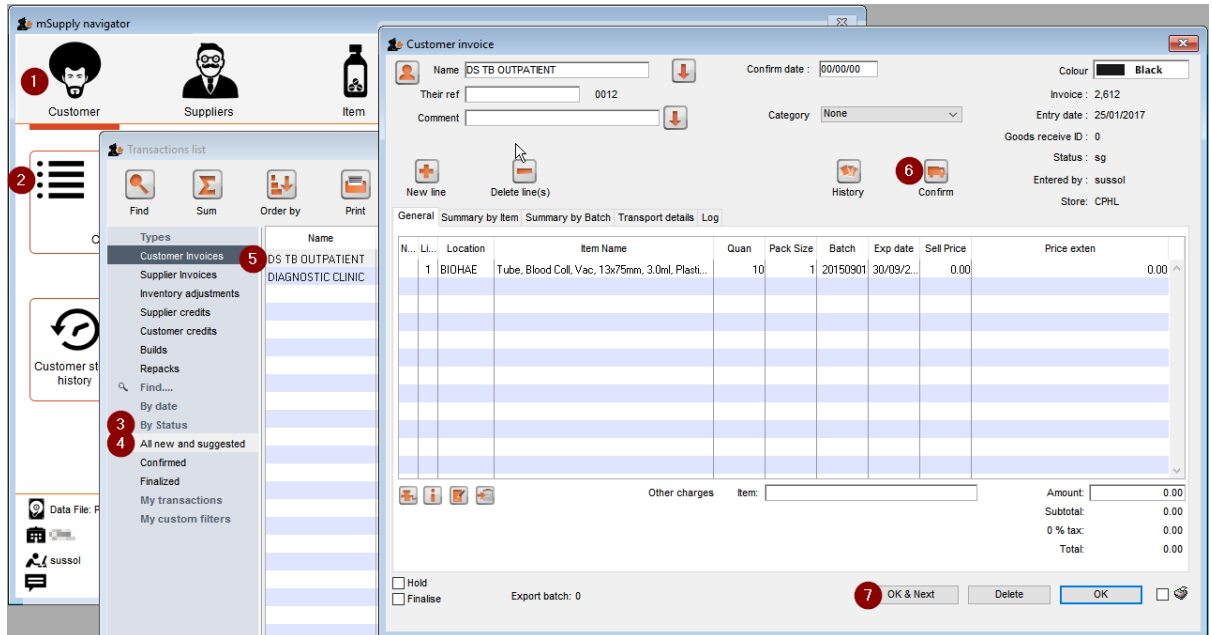 mSupply navigator
1
Customer
Suppliers
Item
2
C
Customer st
history
Data File: P
sussol
Transactions list
Find
Sum
Order by
Print
Types
Customer Invoices
Supplier Invoices
Inventory adjustments
Supplier credits
Customer credits
Builds
Repacks
Find....
By date
3 By Status
4 All new and suggested
Confirmed
Finalized
My transactions
My custom filters
Name
5 DS TB OUTPATIENT
DIAGNOSTIC CLINIC
Customer invoice
Name DS TB OUTPATIENT
Confirm date : 00/00/00
Colour Black
Their ref 0012
Invoice : 2,612
Comment
Category None
Entry date : 25/01/2017
Goods receive ID : 0
Status : sg
Entered by : sussol
Store: CPHL
New line
Delete line(s)
History
6 Confirm
General Summary by Item Summary by Batch Transport details Log
N... Li... Location Item Name Quan Pack Size Batch Exp date Sell Price Price exten
1 BIOHAE Tube, Blood Coll, Vac, 13x75mm, 3.0ml, Plasti... 10 1 20150901 30/09/2... 0.00 0.00
Other charges Item: Amount: 0.00
Subtotal: 0.00
0 % tax: 0.00
Total: 0.00
Hold
Finalise
Export batch: 0
7 OK & Next
Delete
OK